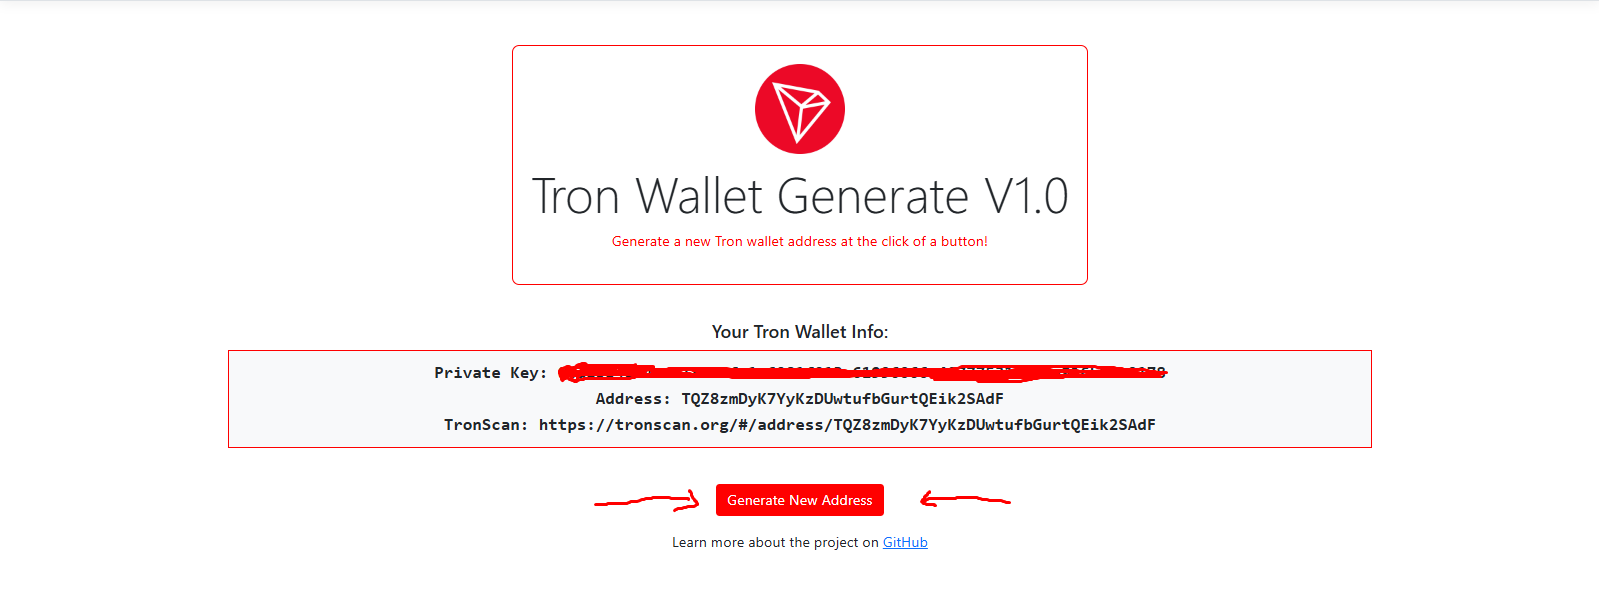 Tron Wallet Generate V1.0
Generate a new Tron wallet address at the click of a button!
Your Tron Wallet Info:
Private Key:
Address: TQZ8zmDyK7YyKzDUwtufbGurtQEik2SAdF
TronScan: https://tronscan.org/#/address/TQZ8zmDyK7YyKzDUwtufbGurtQEik2SAdF
Generate New Address
Learn more about the project on GitHub